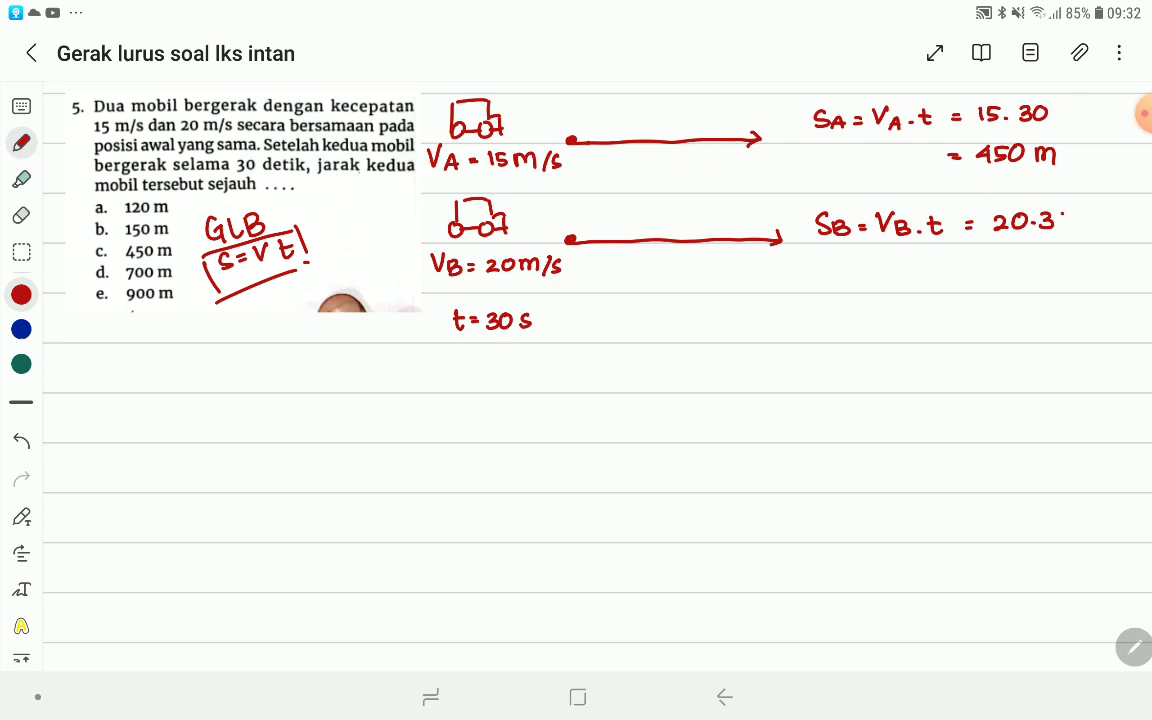 85% 09:32
Gerak lurus soal lks intan
5. Dua mobil bergerak dengan kecepatan
15 m/s dan 20 m/s secara bersamaan pada
posisi awal yang sama. Setelah kedua mobil
bergerak selama 30 detik, jarak kedua
mobil tersebut sejauh . . . .
a. 120 m
b. 150 m
c. 450 m
d. 700 m
e. 900 m
GLB
S = V t !
VA = 15 m/s
VB = 20 m/s
t = 30 s
SA = VA . t = 15. 30
= 450 m
SB = VB . t = 20.3